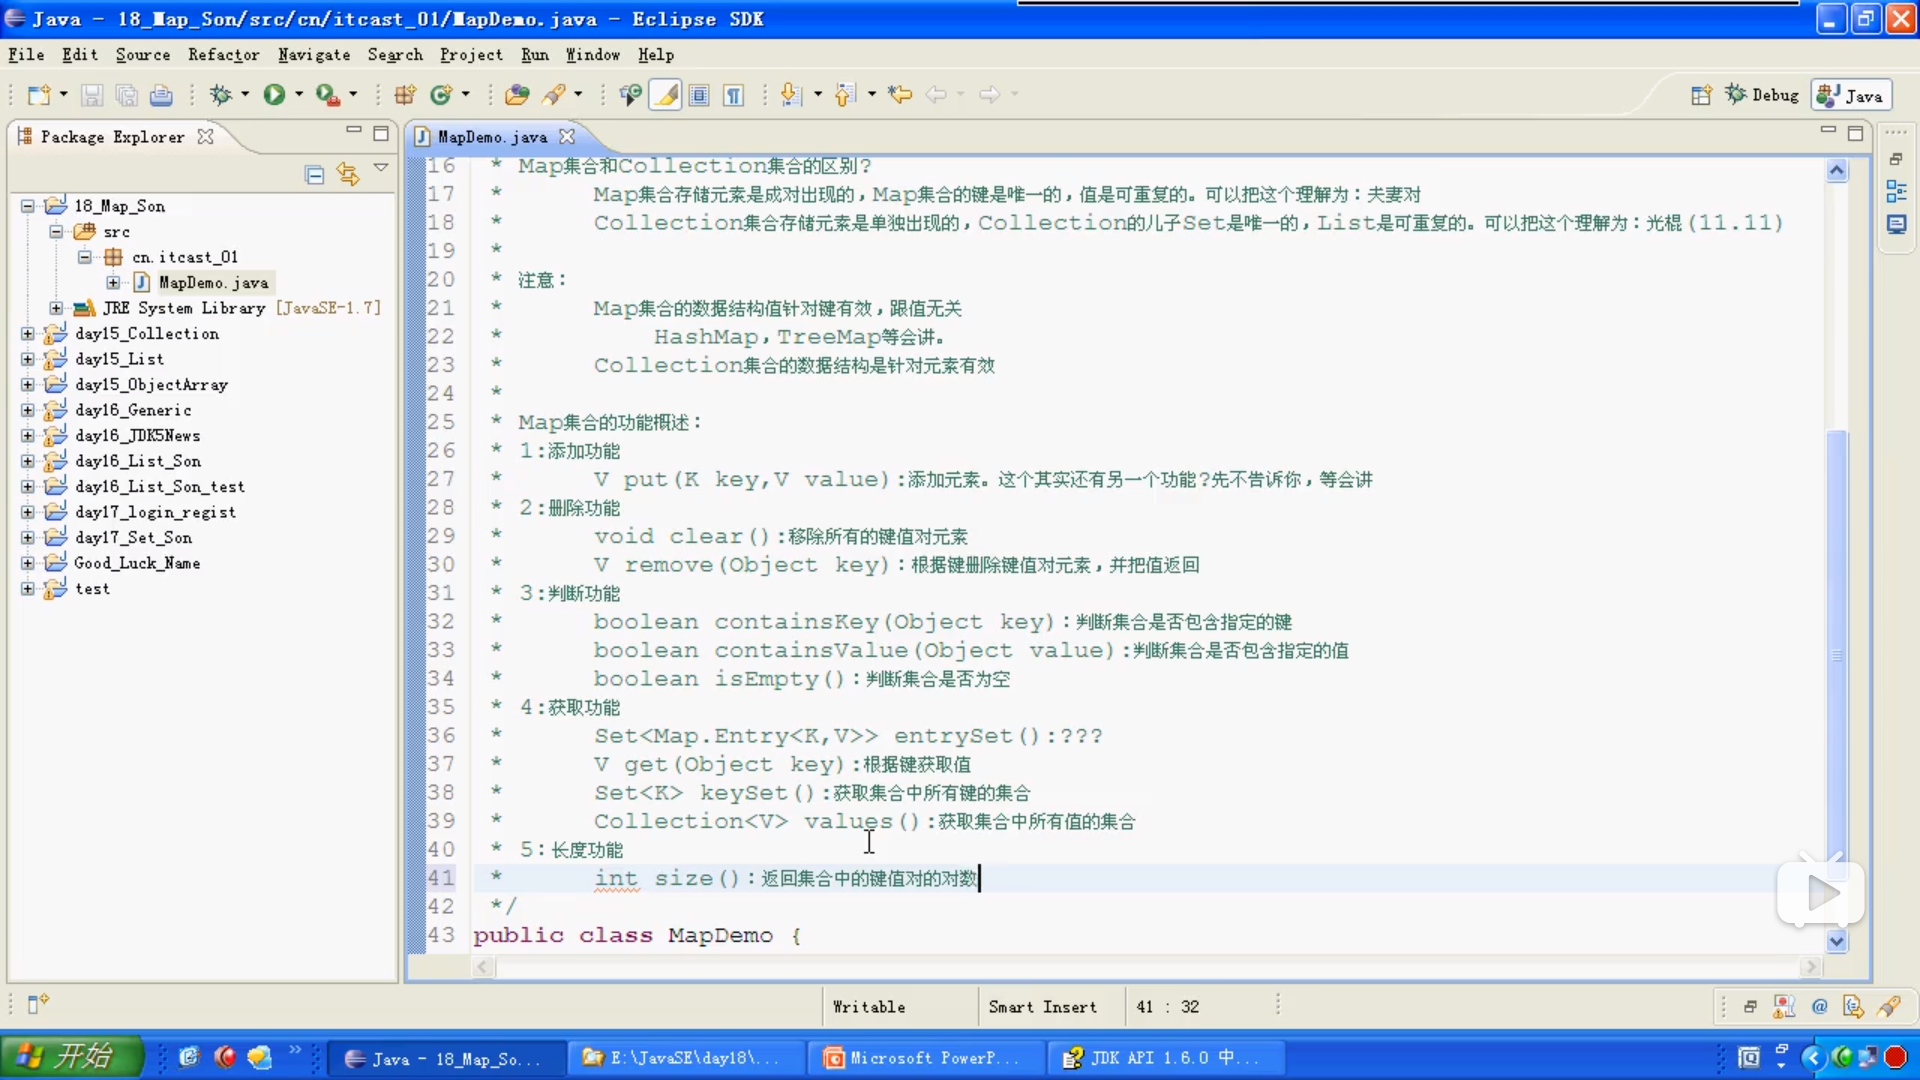 Java - 18_Map_Son/src/cn/itcast_01/MapDemo.java - Eclipse SDK
File Edit Source Refactor Navigate Search Project Run Window Help
Debug Java
Package Explorer
MapDemo.java
18_Map_Son
src
cn.itcast_01
MapDemo.java
JRE System Library [JavaSE-1.7]
day15_Collection
day15_List
day15_ObjectArray
day16_Generic
day16_JDK5News
day16_List_Son
day16_List_Son_test
day17_login_regist
day17_Set_Son
Good_Luck_Name
test
16 * Map集合和Collection集合的区别?
17 * Map集合存储元素是成对出现的，Map集合的键是唯一的，值是可重复的。可以把这个理解为：夫妻对
18 * Collection集合存储元素是单独出现的，Collection的儿子Set是唯一的，List是可重复的。可以把这个理解为：光棍(11.11)
19 *
20 * 注意：
21 * Map集合的数据结构值针对键有效，跟值无关
22 * HashMap，TreeMap等会讲。
23 * Collection集合的数据结构是针对元素有效
24 *
25 * Map集合的功能概述：
26 * 1:添加功能
27 * V put(K key,V value):添加元素。这个其实还有另一个功能?先不告诉你，等会讲
28 * 2:删除功能
29 * void clear():移除所有的键值对元素
30 * V remove(Object key)：根据键删除键值对元素，并把值返回
31 * 3:判断功能
32 * boolean containsKey(Object key)：判断集合是否包含指定的键
33 * boolean containsValue(Object value):判断集合是否包含指定的值
34 * boolean isEmpty()：判断集合是否为空
35 * 4:获取功能
36 * Set<Map.Entry<K,V>> entrySet():???
37 * V get(Object key):根据键获取值
38 * Set<K> keySet():获取集合中所有键的集合
39 * Collection<V> values():获取集合中所有值的集合
40 * 5：长度功能
41 * int size()：返回集合中的键值对的对数
42 */
43 public class MapDemo {
Writable Smart Insert 41 : 32
开始 Java - 18_Map_So... E:\JavaSE\day18\... Microsoft PowerP... JDK API 1.6.0 中...